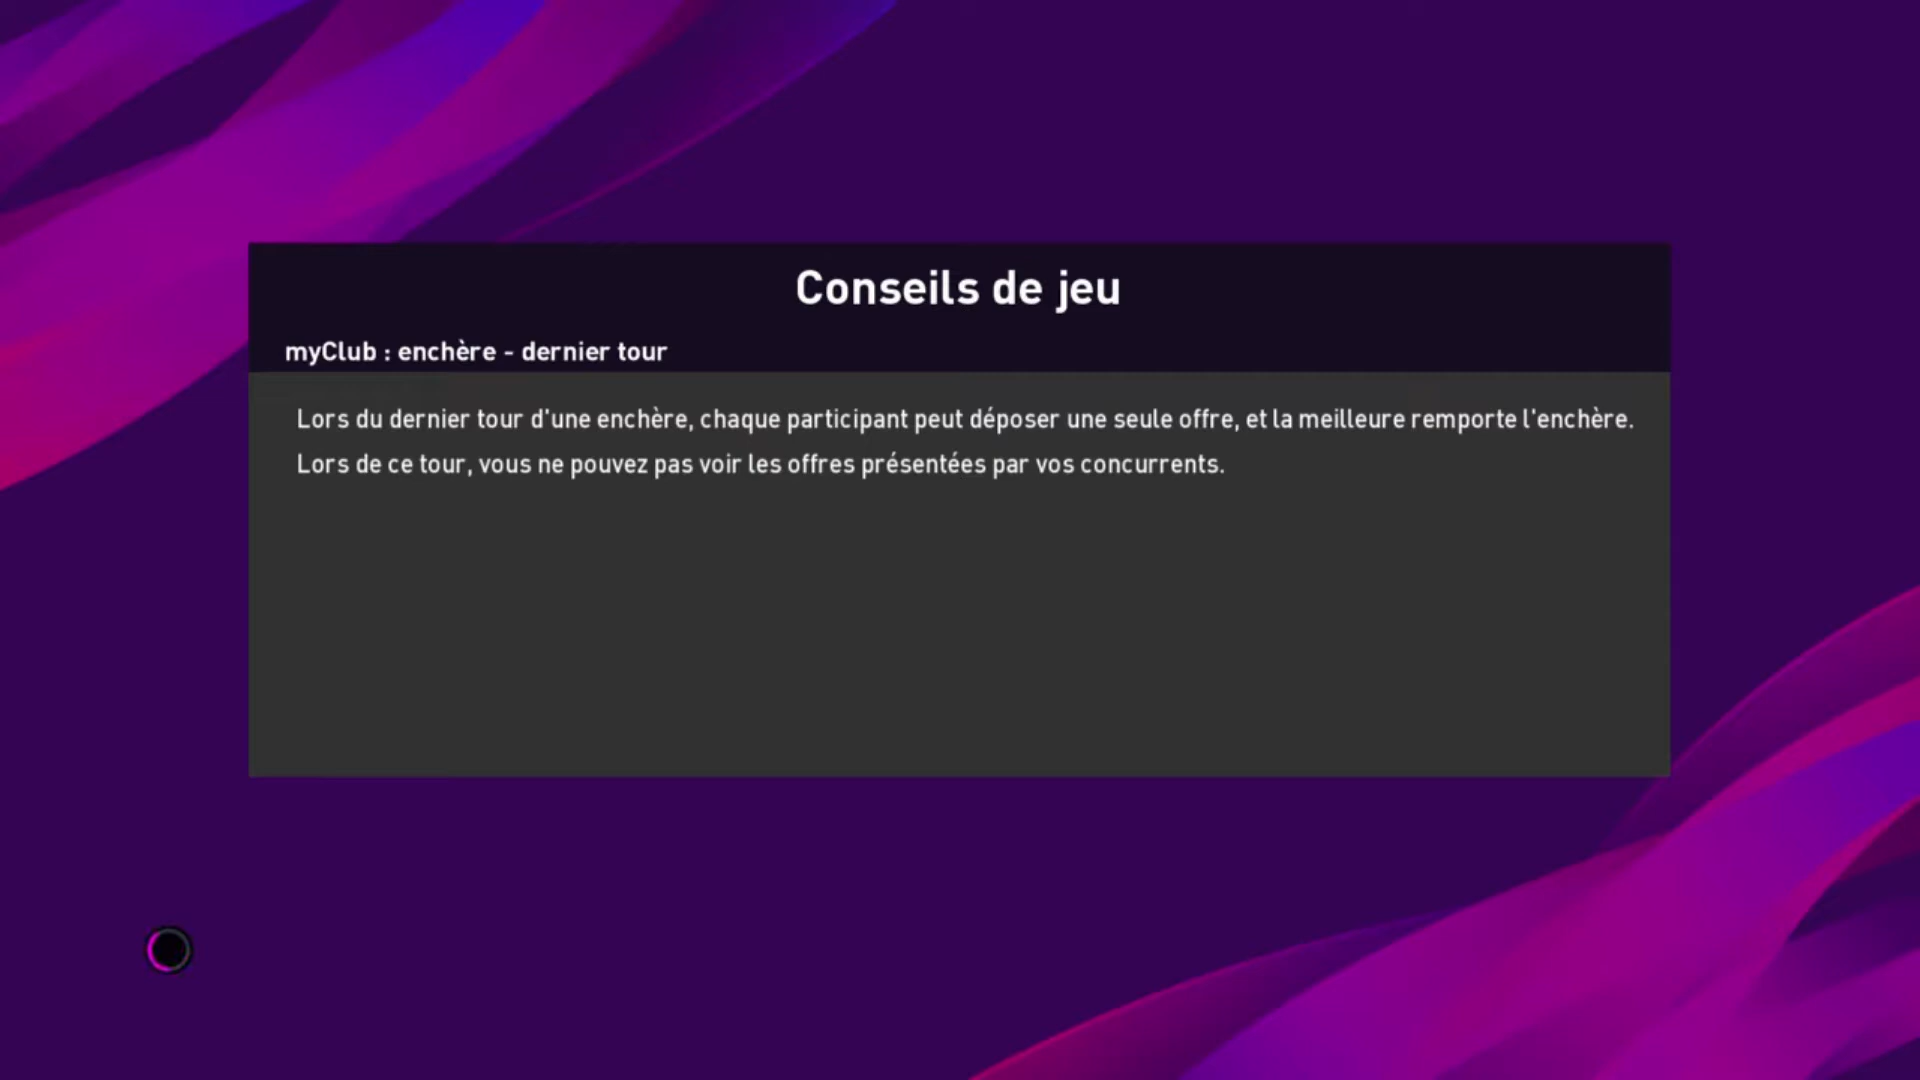 Conseils de jeu
myClub : enchère - dernier tour
Lors du dernier tour d'une enchère, chaque participant peut déposer une seule offre, et la meilleure remporte l'enchère.
Lors de ce tour, vous ne pouvez pas voir les offres présentées par vos concurrents.